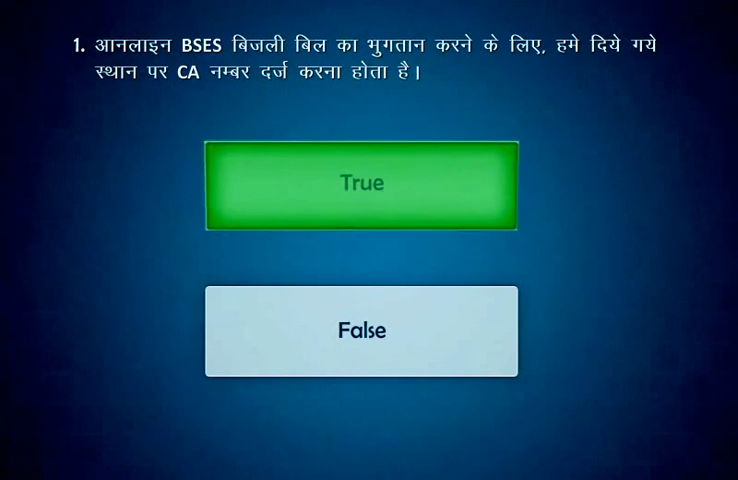 1. आनलाइन BSES बिजली बिल का भुगतान करने के लिए, हमे दिये गये
स्थान पर CA नम्बर दर्ज करना होता है।
True
False